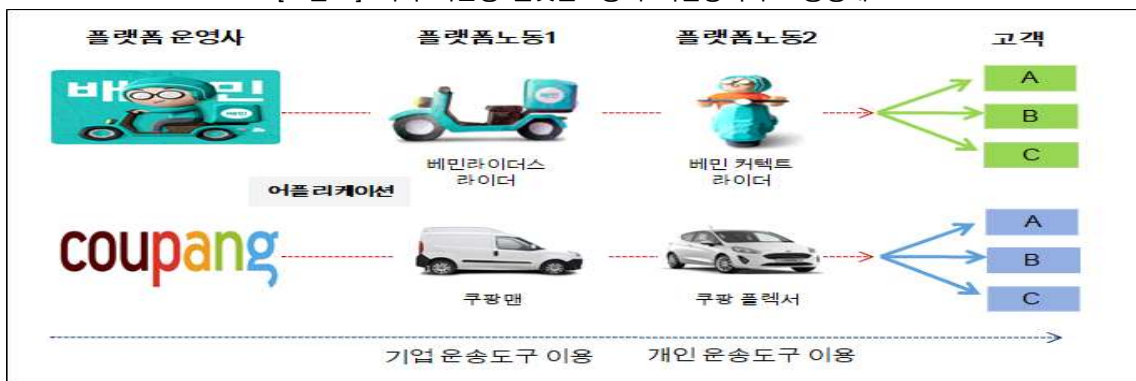 플랫폼 운영사 플랫폼노동1 플랫폼노동2 고객
배 민
A
B
C
베민라이더스
라이더
베민 커텍트
라이더
어플리케이션
coupang
쿠팡맨
쿠팡 플렉서
A
B
C
기업 운송도구 이용 개인 운송도구 이용